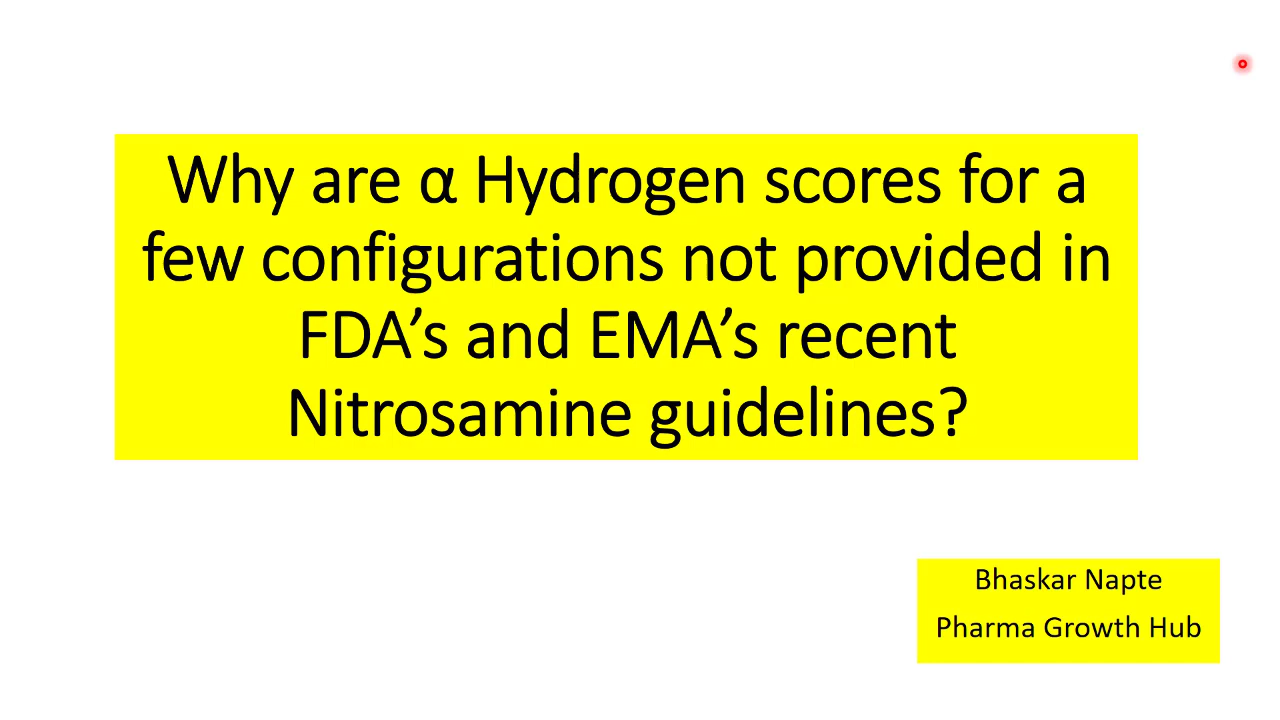 Why are α Hydrogen scores for a
few configurations not provided in
FDA’s and EMA’s recent
Nitrosamine guidelines?
Bhaskar Napte
Pharma Growth Hub